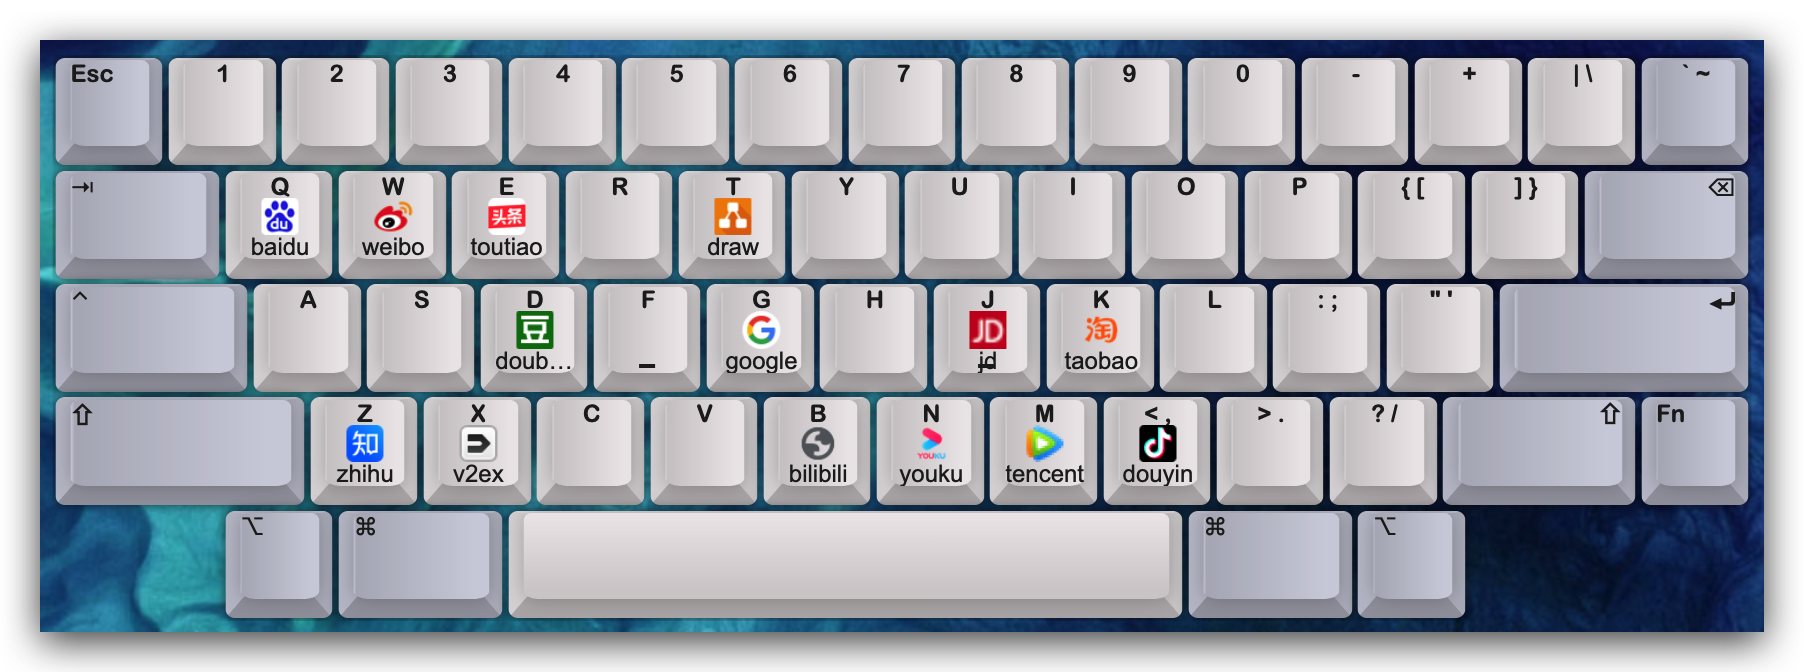 Esc 1 2 3 4 5 6 7 8 9 0 - + |\ `~
⇥ Q W E R T Y U I O P {[ ]} ⌫
du 头条
baidu weibo toutiao draw
^ A S D F G H J K L :; "' ↵
豆 G JD 淘
doub... google jd taobao
⇧ Z X C V B N M <, >. ?/ ⇧ Fn
知 YOUKU
zhihu v2ex bilibili youku tencent douyin
⌥ ⌘ ⌘ ⌥